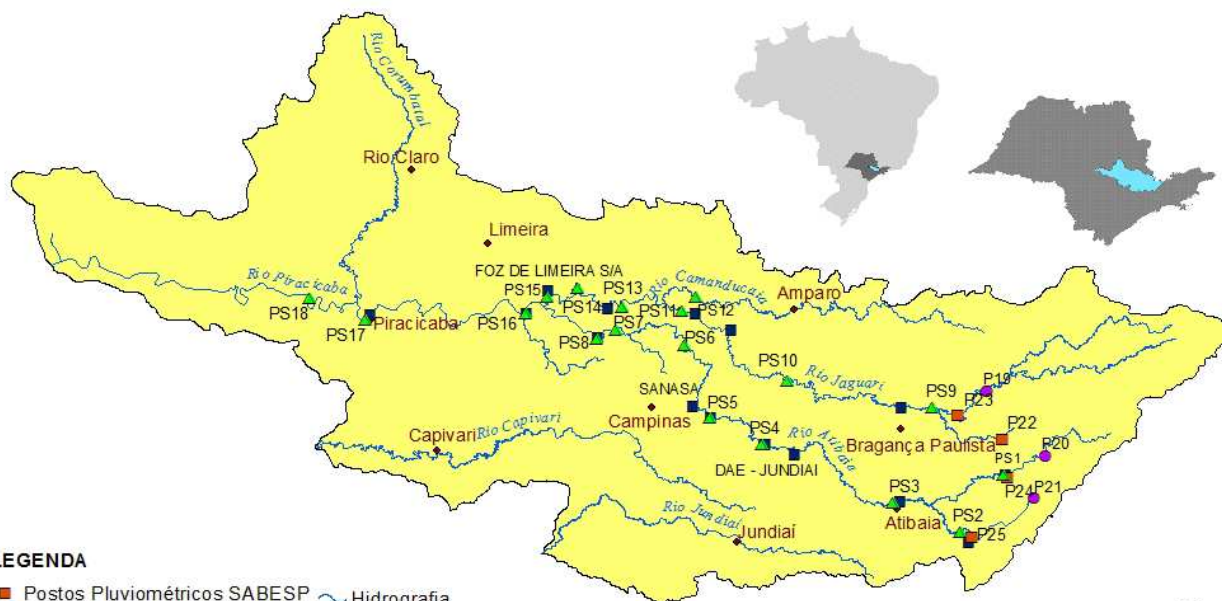 Rio Corumbataí
Rio Claro
Limeira
FOZ DE LIMEIRA S/A
Rio Piracicaba
Rio Camanducaia
PS15
PS13
Amparo
PS18
PS14
PS11
PS12
PS17
Piracicaba
PS16
PS7
PS8
PS6
PS10
Rio Jaguari
P19
PS9
P23
SANASA
Campinas
PS5
P22
Capivari
Rio Capivari
PS4
Rio Atibaia
Bragança Paulista
P20
DAE - JUNDIAI
PS1
P24
P21
PS3
Atibaia
Rio Jundiaí
Jundiaí
PS2
P25
LEGENDA
Postos Pluviométricos SABESP
Hidrografia